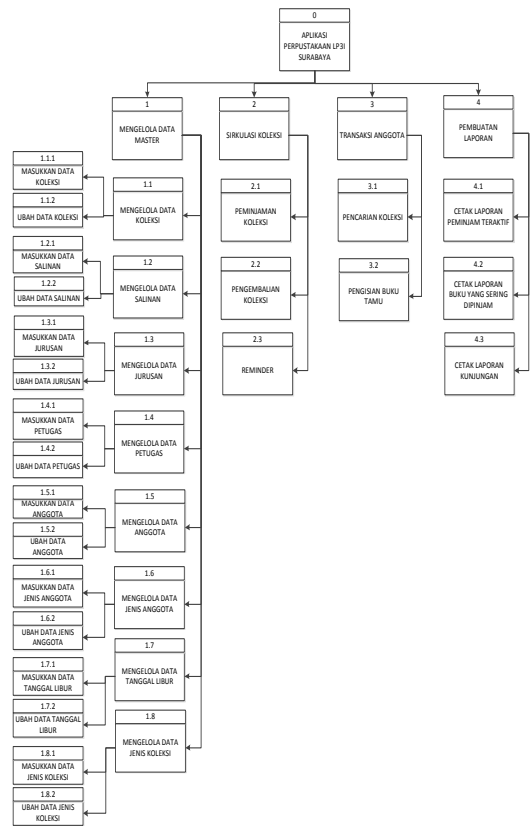 0
APLIKASI
PERPUSTAKAAN LP3I
SURABAYA
1
MENGELOLA DATA
MASTER
2
SIRKULASI KOLEKSI
3
TRANSAKSI ANGGOTA
4
PEMBUATAN
LAPORAN
1.1.1
MASUKKAN DATA
KOLEKSI
1.1.2
UBAH DATA KOLEKSI
1.1
MENGELOLA DATA
KOLEKSI
1.2.1
MASUKKAN DATA
SALINAN
1.2.2
UBAH DATA SALINAN
1.2
MENGELOLA DATA
SALINAN
1.3.1
MASUKKAN DATA
JURUSAN
1.3.2
UBAH DATA JURUSAN
1.3
MENGELOLA DATA
JURUSAN
1.4.1
MASUKKAN DATA
PETUGAS
1.4.2
UBAH DATA PETUGAS
1.4
MENGELOLA DATA
PETUGAS
1.5.1
MASUKKAN DATA
ANGGOTA
1.5.2
UBAH DATA
ANGGOTA
1.5
MENGELOLA DATA
ANGGOTA
1.6.1
MASUKKAN DATA
JENIS ANGGOTA
1.6.2
UBAH DATA JENIS
ANGGOTA
1.6
MENGELOLA DATA
JENIS ANGGOTA
1.7.1
MASUKKAN DATA
TANGGAL LIBUR
1.7.2
UBAH DATA TANGGAL
LIBUR
1.7
MENGELOLA DATA
TANGGAL LIBUR
1.8.1
MASUKKAN DATA
JENIS KOLEKSI
1.8.2
UBAH DATA JENIS
KOLEKSI
1.8
MENGELOLA DATA
JENIS KOLEKSI
2.1
PEMINJAMAN
KOLEKSI
2.2
PENGEMBALIAN
KOLEKSI
2.3
REMINDER
3.1
PENCARIAN KOLEKSI
3.2
PENGISIAN BUKU
TAMU
4.1
CETAK LAPORAN
PEMINJAM TERAKTIF
4.2
CETAK LAPORAN
BUKU YANG SERING
DIPINJAM
4.3
CETAK LAPORAN
KUNJUNGAN